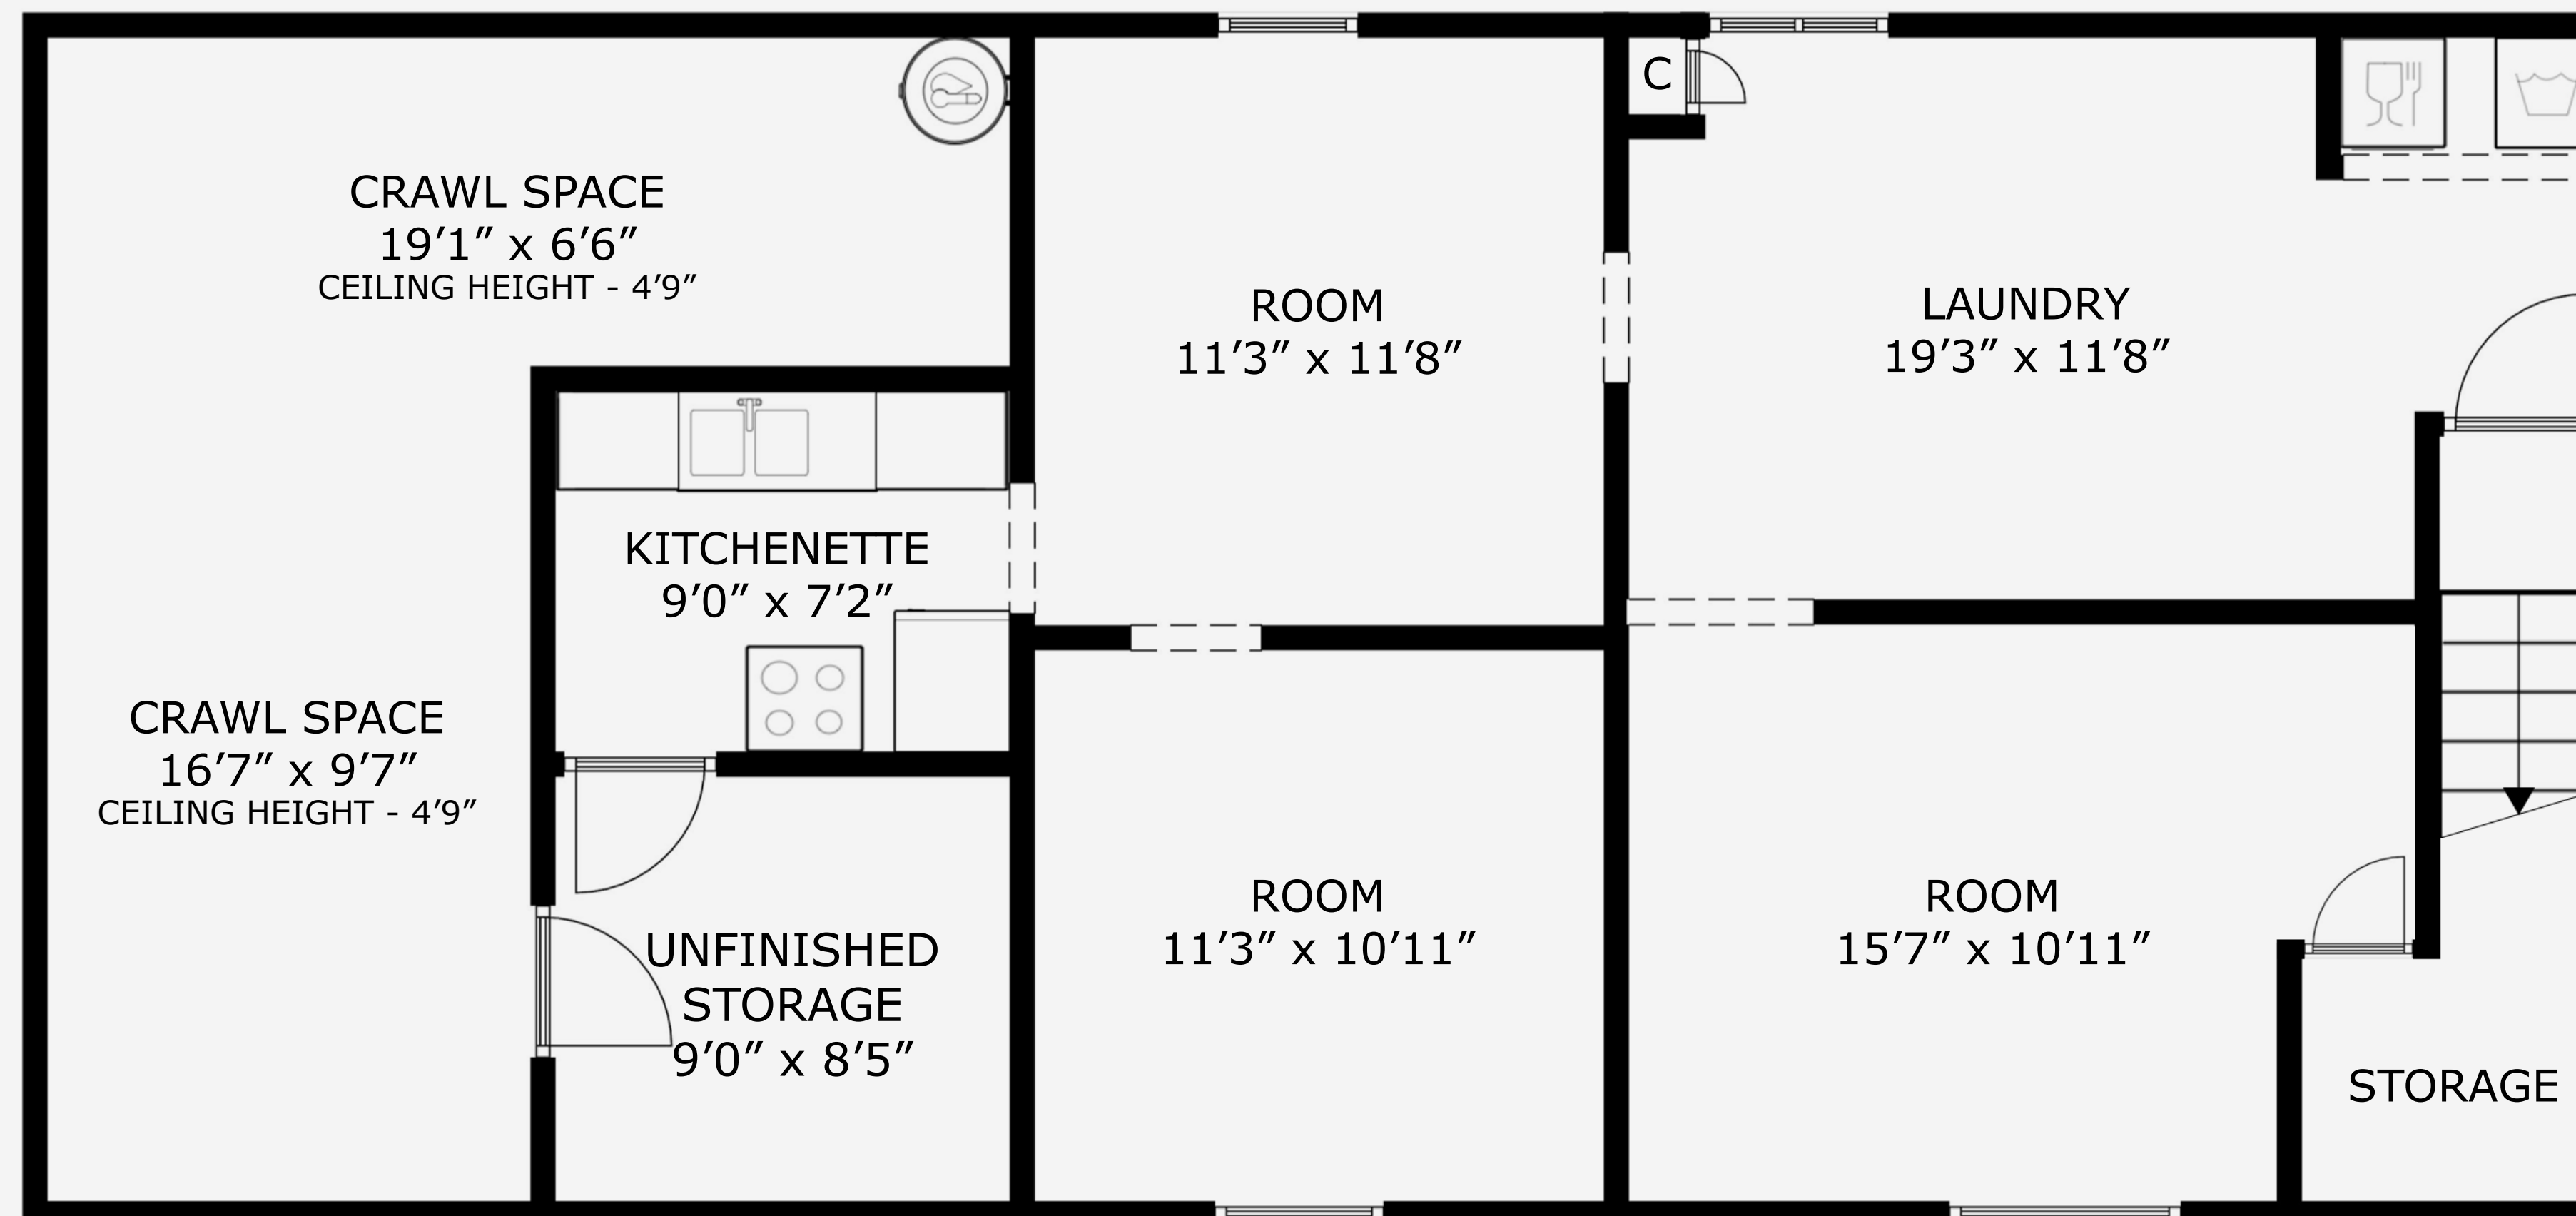 C
CRAWL SPACE
19’1” x 6’6”
CEILING HEIGHT - 4’9”
ROOM
11’3” x 11’8”
LAUNDRY
19’3” x 11’8”
KITCHENETTE
9’0” x 7’2”
CRAWL SPACE
16’7” x 9’7”
CEILING HEIGHT - 4’9”
UNFINISHED
STORAGE
9’0” x 8’5”
ROOM
11’3” x 10’11”
ROOM
15’7” x 10’11”
STORAGE